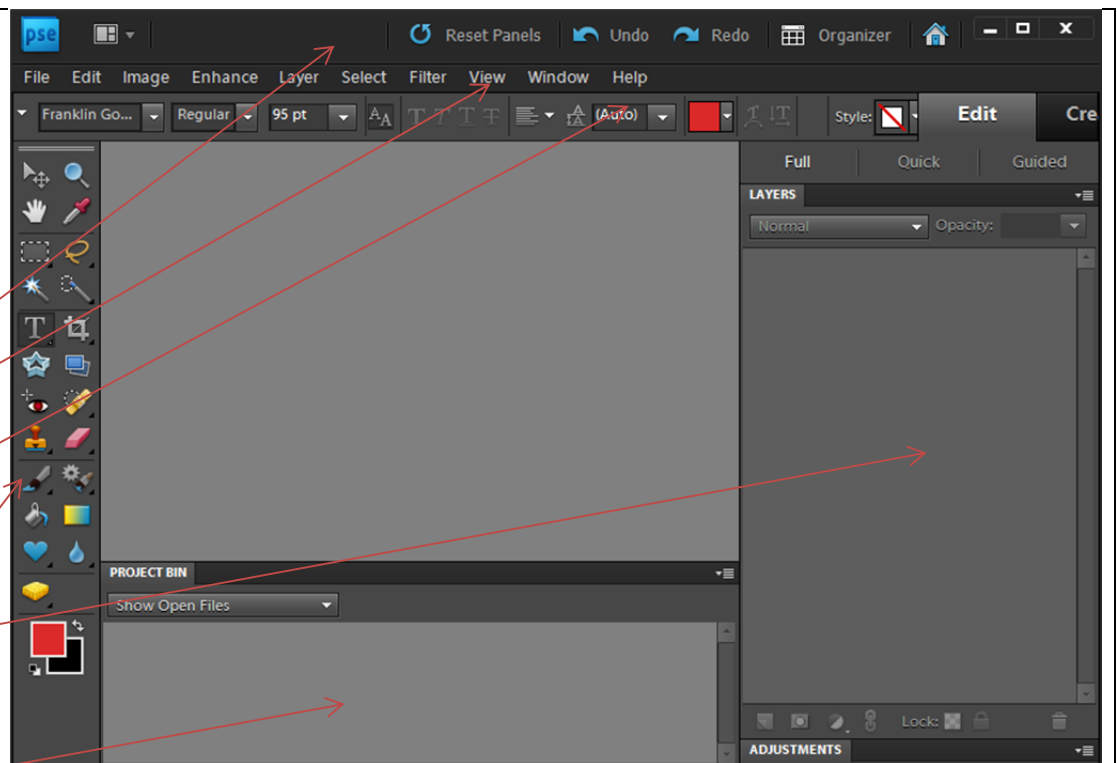 pse Reset Panels Undo Redo Organizer
File Edit Image Enhance Layer Select Filter View Window Help
Franklin Go... Regular 95 pt AA T T T T (Auto) T T Style: Edit Cre
Full Quick Guided
LAYERS
Normal Opacity:
T
PROJECT BIN
Show Open Files
Lock:
ADJUSTMENTS